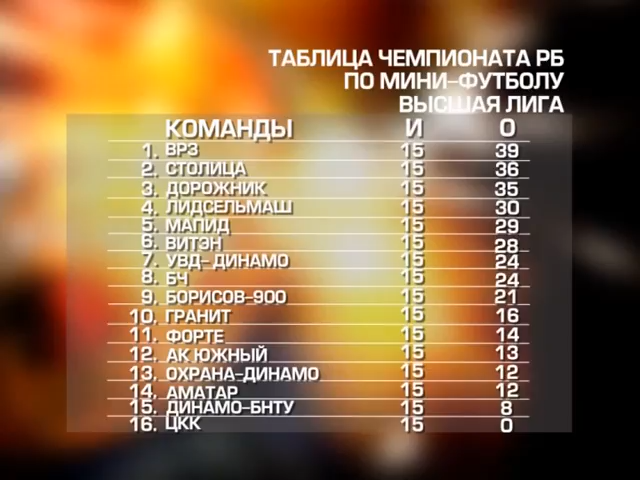 ТАБЛИЦА ЧЕМПИОНАТА РБ
ПО МИНИ–ФУТБОЛУ
ВЫСШАЯ ЛИГА
КОМАНДЫ И О
1. ВРЗ 15 39
2. СТОЛИЦА 15 36
3. ДОРОЖНИК 15 35
4. ЛИДСЕЛЬМАШ 15 30
5. МАПИД 15 29
6. ВИТЭН 15 28
7. УВД– ДИНАМО 15 24
8. БЧ 15 24
9. БОРИСОВ–900 15 21
10. ГРАНИТ 15 16
11. ФОРТЕ 15 14
12. АК ЮЖНЫЙ 15 13
13. ОХРАНА–ДИНАМО 15 12
14. АМАТАР 15 12
15. ДИНАМО–БНТУ 15 8
16. ЦКК 15 0